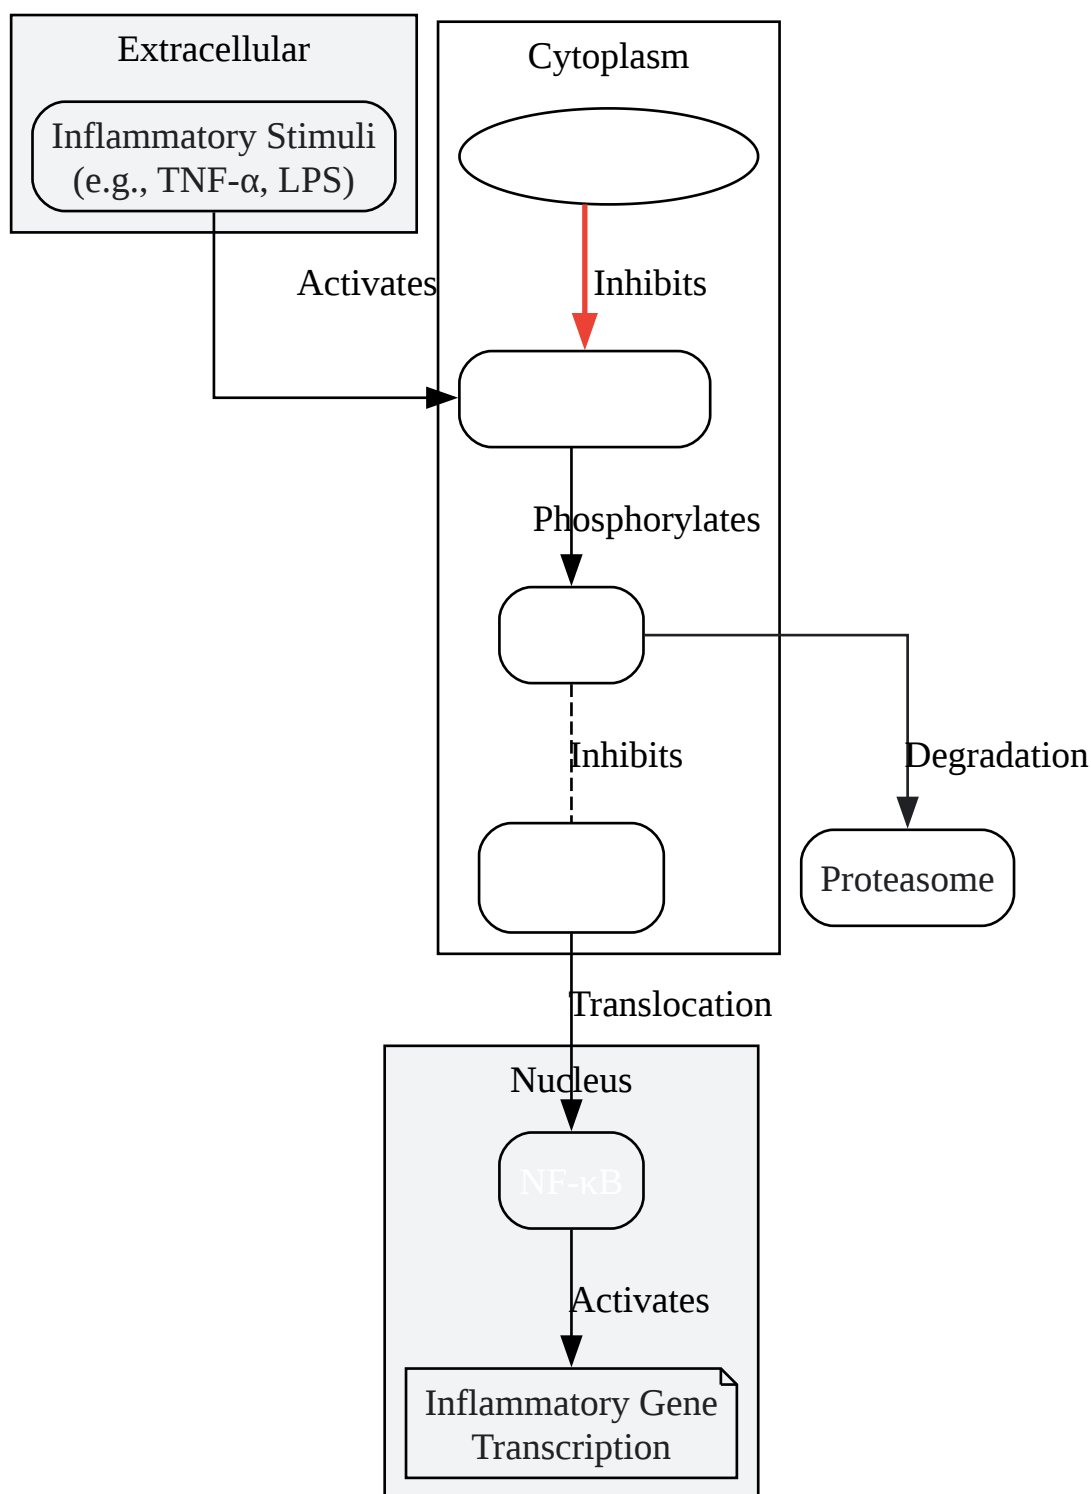 Extracellular
Cytoplasm
Inflammatory Stimuli
(e.g., TNF-α, LPS)
Activates
Inhibits
Phosphorylates
Inhibits
Degradation
Proteasome
Translocation
Nucleus
NF-κB
Activates
Inflammatory Gene
Transcription